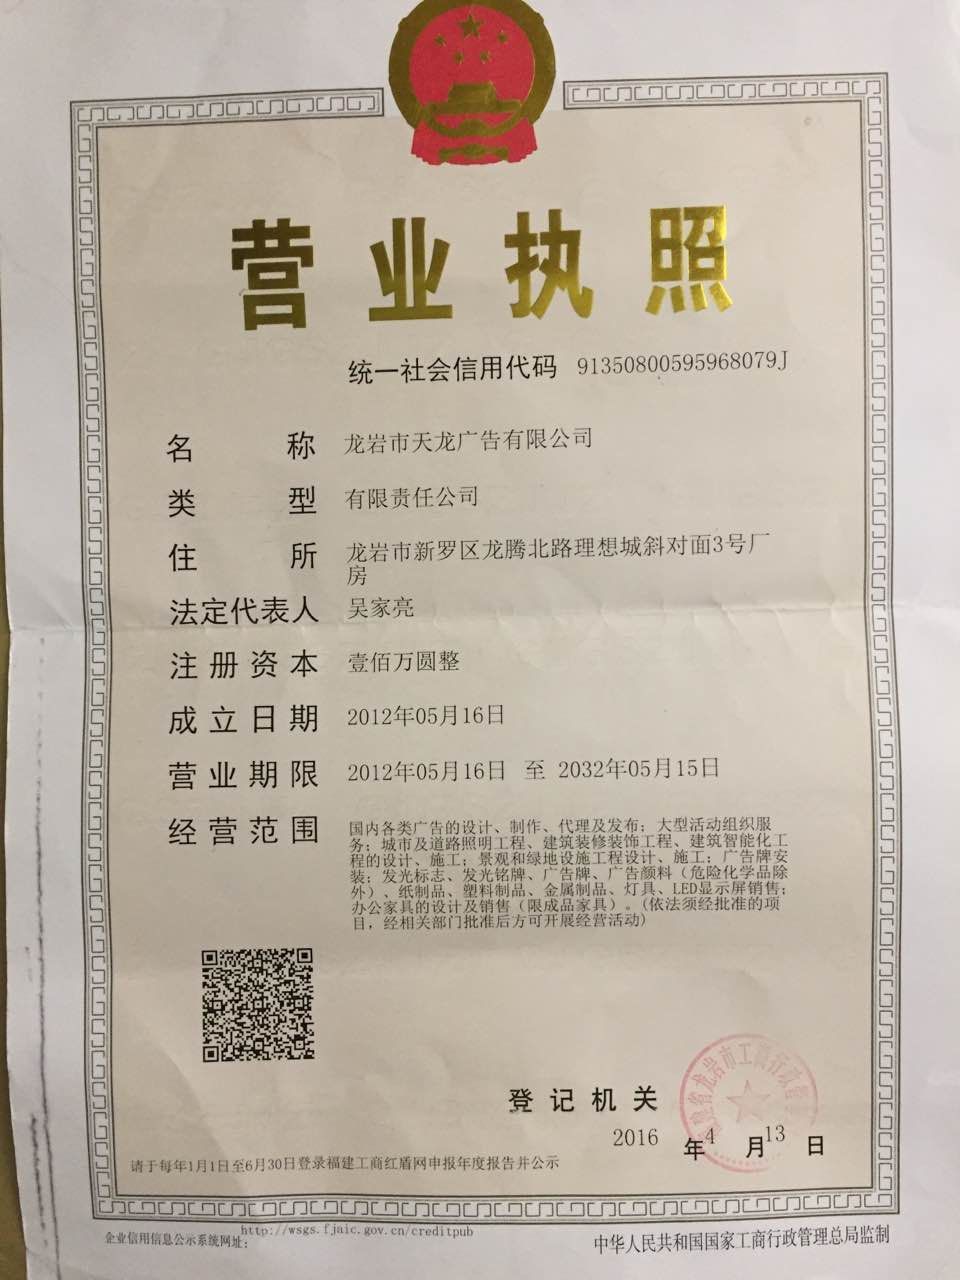 营业执照
统一社会信用代码 91350800595968079J
名称 龙岩市天龙广告有限公司
类型 有限责任公司
住所 龙岩市新罗区龙腾北路理想城斜对面3号厂
房
法定代表人 吴家亮
注册资本 壹佰万圆整
成立日期 2012年05月16日
营业期限 2012年05月16日 至 2032年05月15日
经营范围 国内各类广告的设计、制作、代理及发布；大型活动组织服
务；城市及道路照明工程、建筑装修装饰工程、建筑智能化工
程的设计、施工；景观和绿地设施工程设计、施工；广告牌安
装；发光标志、发光铭牌、广告牌、广告颜料（危险化学品除
外）、纸制品、塑料制品、金属制品、灯具、LED显示屏销售；
办公家具的设计及销售（限成品家具）。(依法须经批准的项
目，经相关部门批准后方可开展经营活动)
登记机关
龙岩市工商行政管
2016年4月13日
请于每年1月1日至6月30日登录福建工商红盾网申报年度报告并公示
企业信用信息公示系统网址：http://wsgs.fjaic.gov.cn/creditpub
中华人民共和国国家工商行政管理总局监制